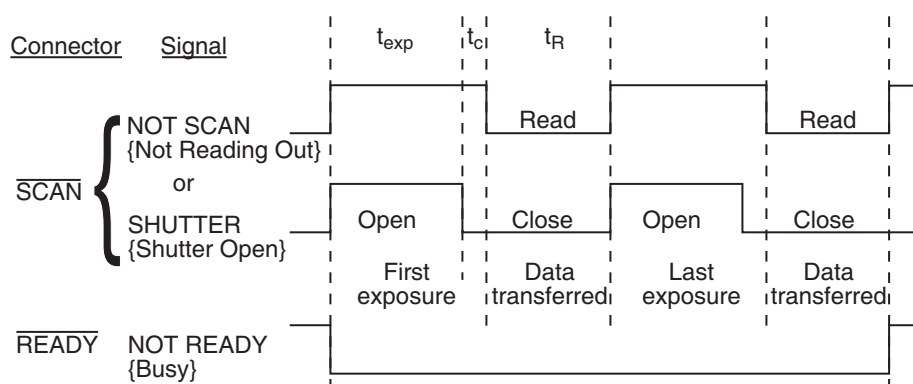 Connector Signal t_exp t_c t_R
NOT SCAN Read Read
{Not Reading Out}
SCAN or
SHUTTER Open Close Open Close
{Shutter Open}
First exposure Data transferred Last exposure Data transferred
READY NOT READY
{Busy}